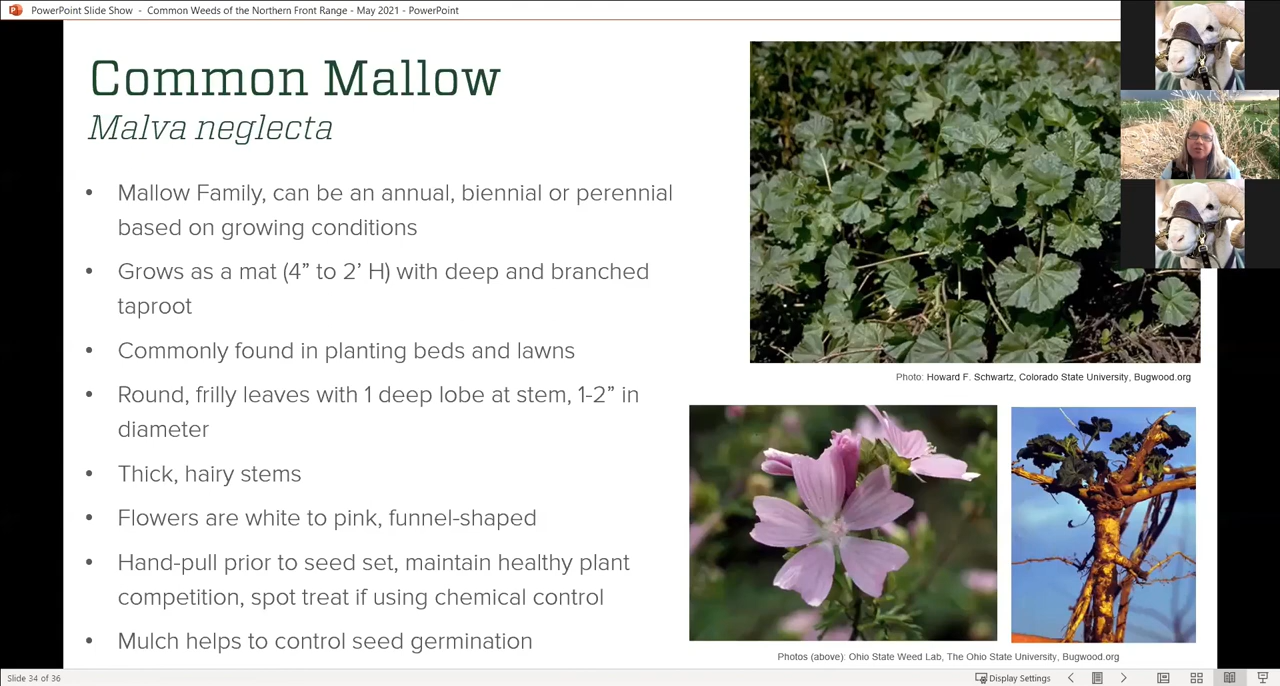 PowerPoint Slide Show - Common Weeds of the Northern Front Range - May 2021 - PowerPoint
Common Mallow
Malva neglecta
• Mallow Family, can be an annual, biennial or perennial
based on growing conditions
• Grows as a mat (4” to 2’ H) with deep and branched
taproot
• Commonly found in planting beds and lawns
• Round, frilly leaves with 1 deep lobe at stem, 1-2” in
diameter
• Thick, hairy stems
• Flowers are white to pink, funnel-shaped
• Hand-pull prior to seed set, maintain healthy plant
competition, spot treat if using chemical control
• Mulch helps to control seed germination
Photo: Howard F. Schwartz, Colorado State University, Bugwood.org
Photos (above): Ohio State Weed Lab, The Ohio State University, Bugwood.org
Slide 34 of 36
Display Settings